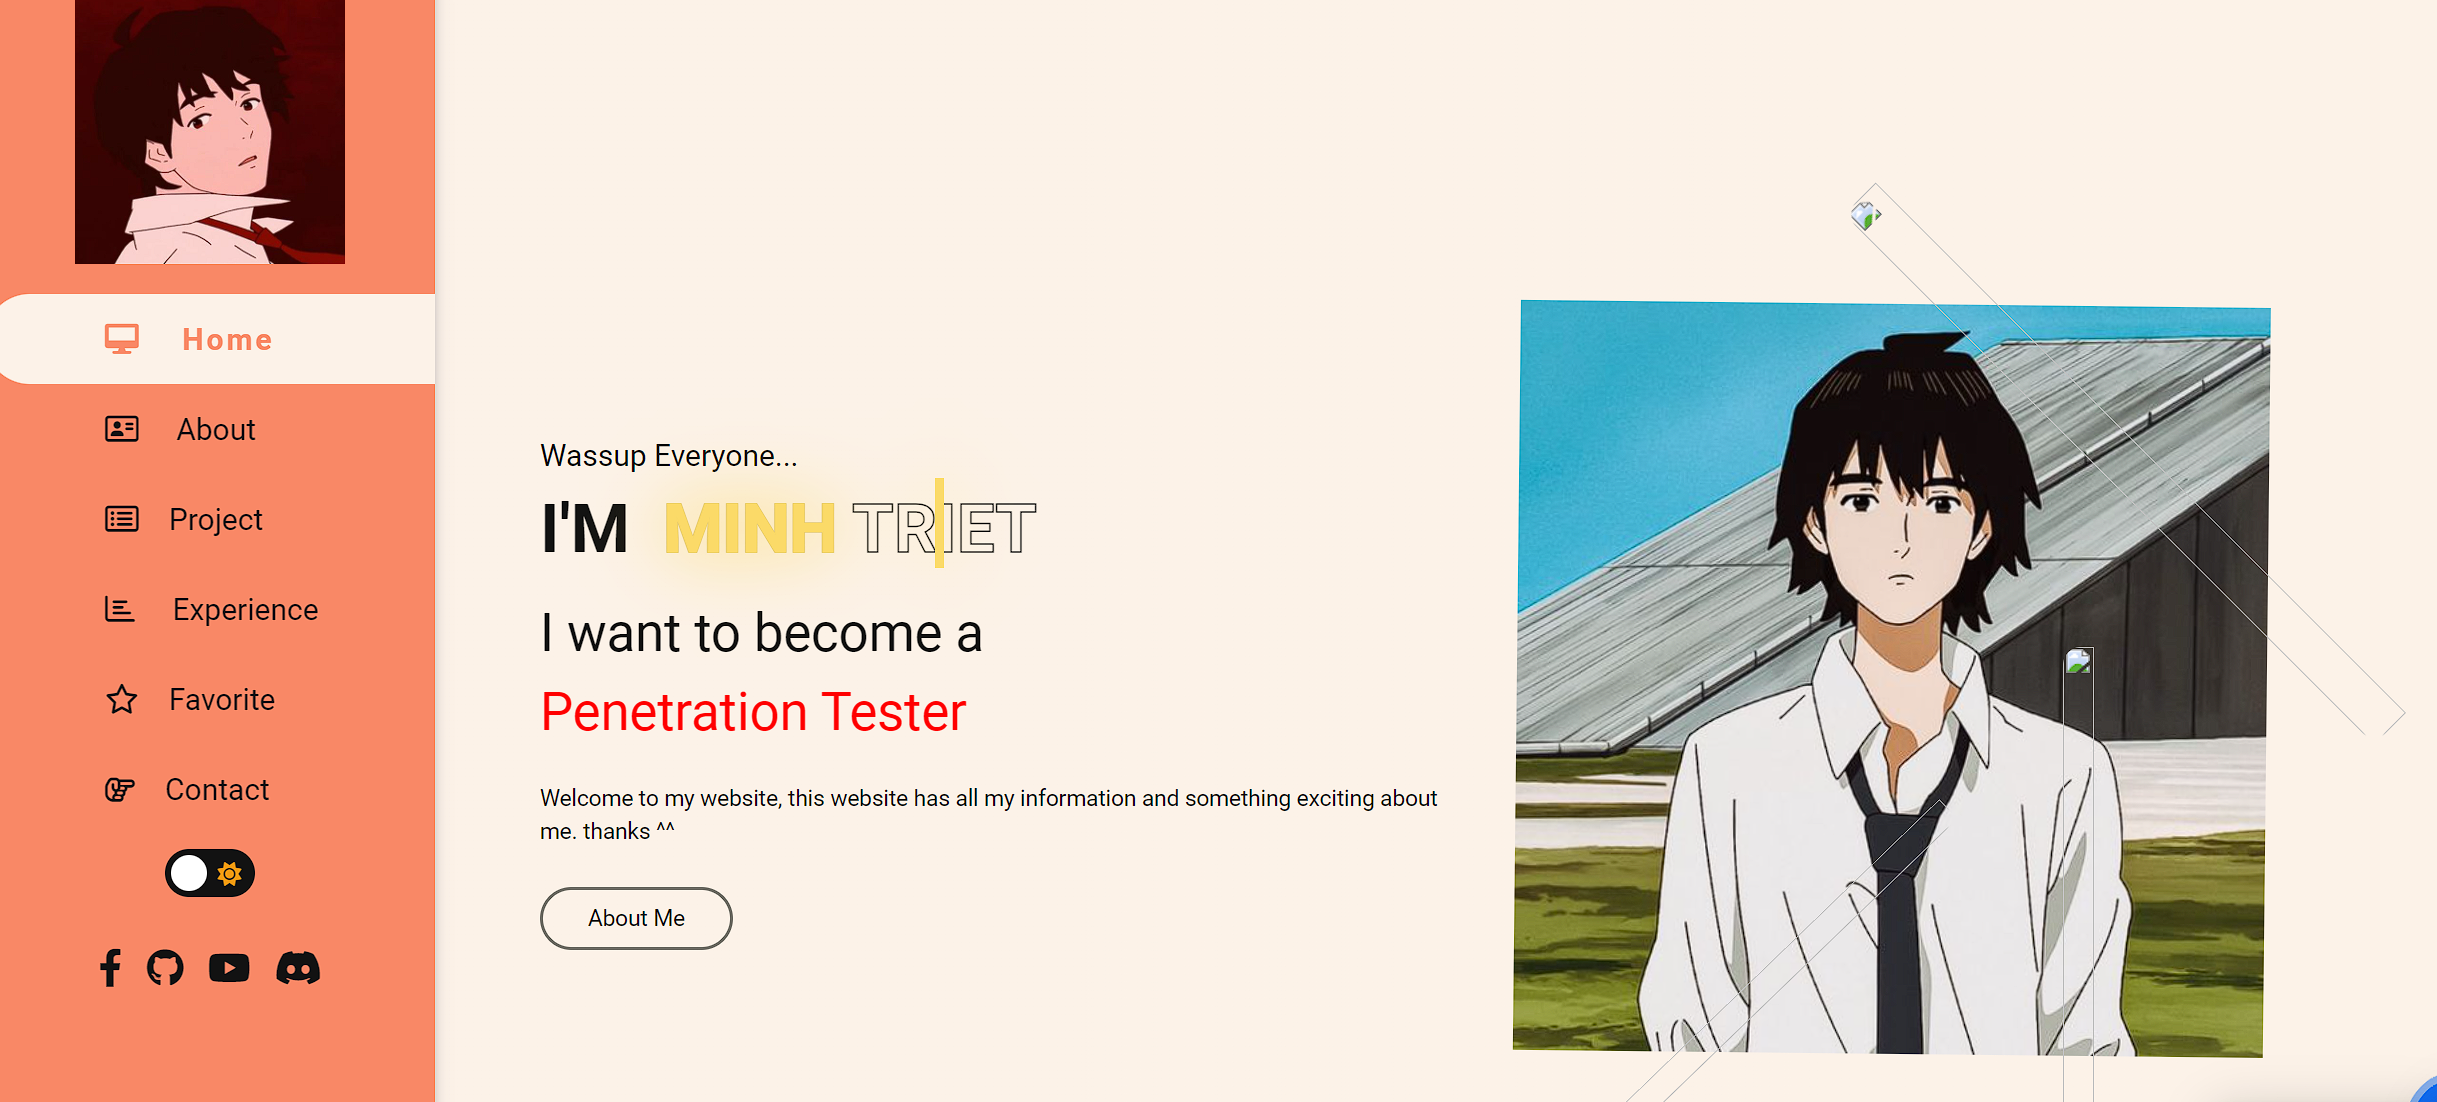 Home
About
Project
Experience
Favorite
Contact
Wassup Everyone...
I'M MINH TRIET
I want to become a
Penetration Tester
Welcome to my website, this website has all my information and something exciting about
me. thanks ^^
About Me